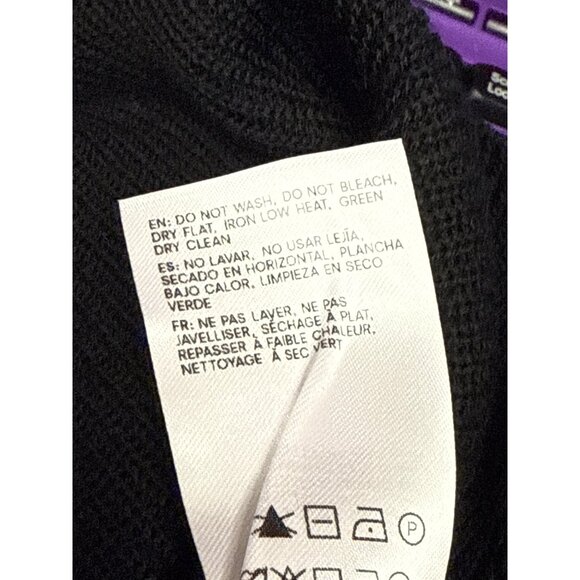 EN: DO NOT WASH, DO NOT BLEACH,
DRY FLAT, IRON LOW HEAT, GREEN
DRY CLEAN
ES: NO LAVAR, NO USAR LEJÍA,
SECADO EN HORIZONTAL, PLANCHA
BAJO CALOR, LIMPIEZA EN SECO
VERDE
FR: NE PAS LAVER, NE PAS
JAVELLISER, SÉCHAGE À PLAT,
REPASSER À FAIBLE CHALEUR,
NETTOYAGE À SEC VERT
P